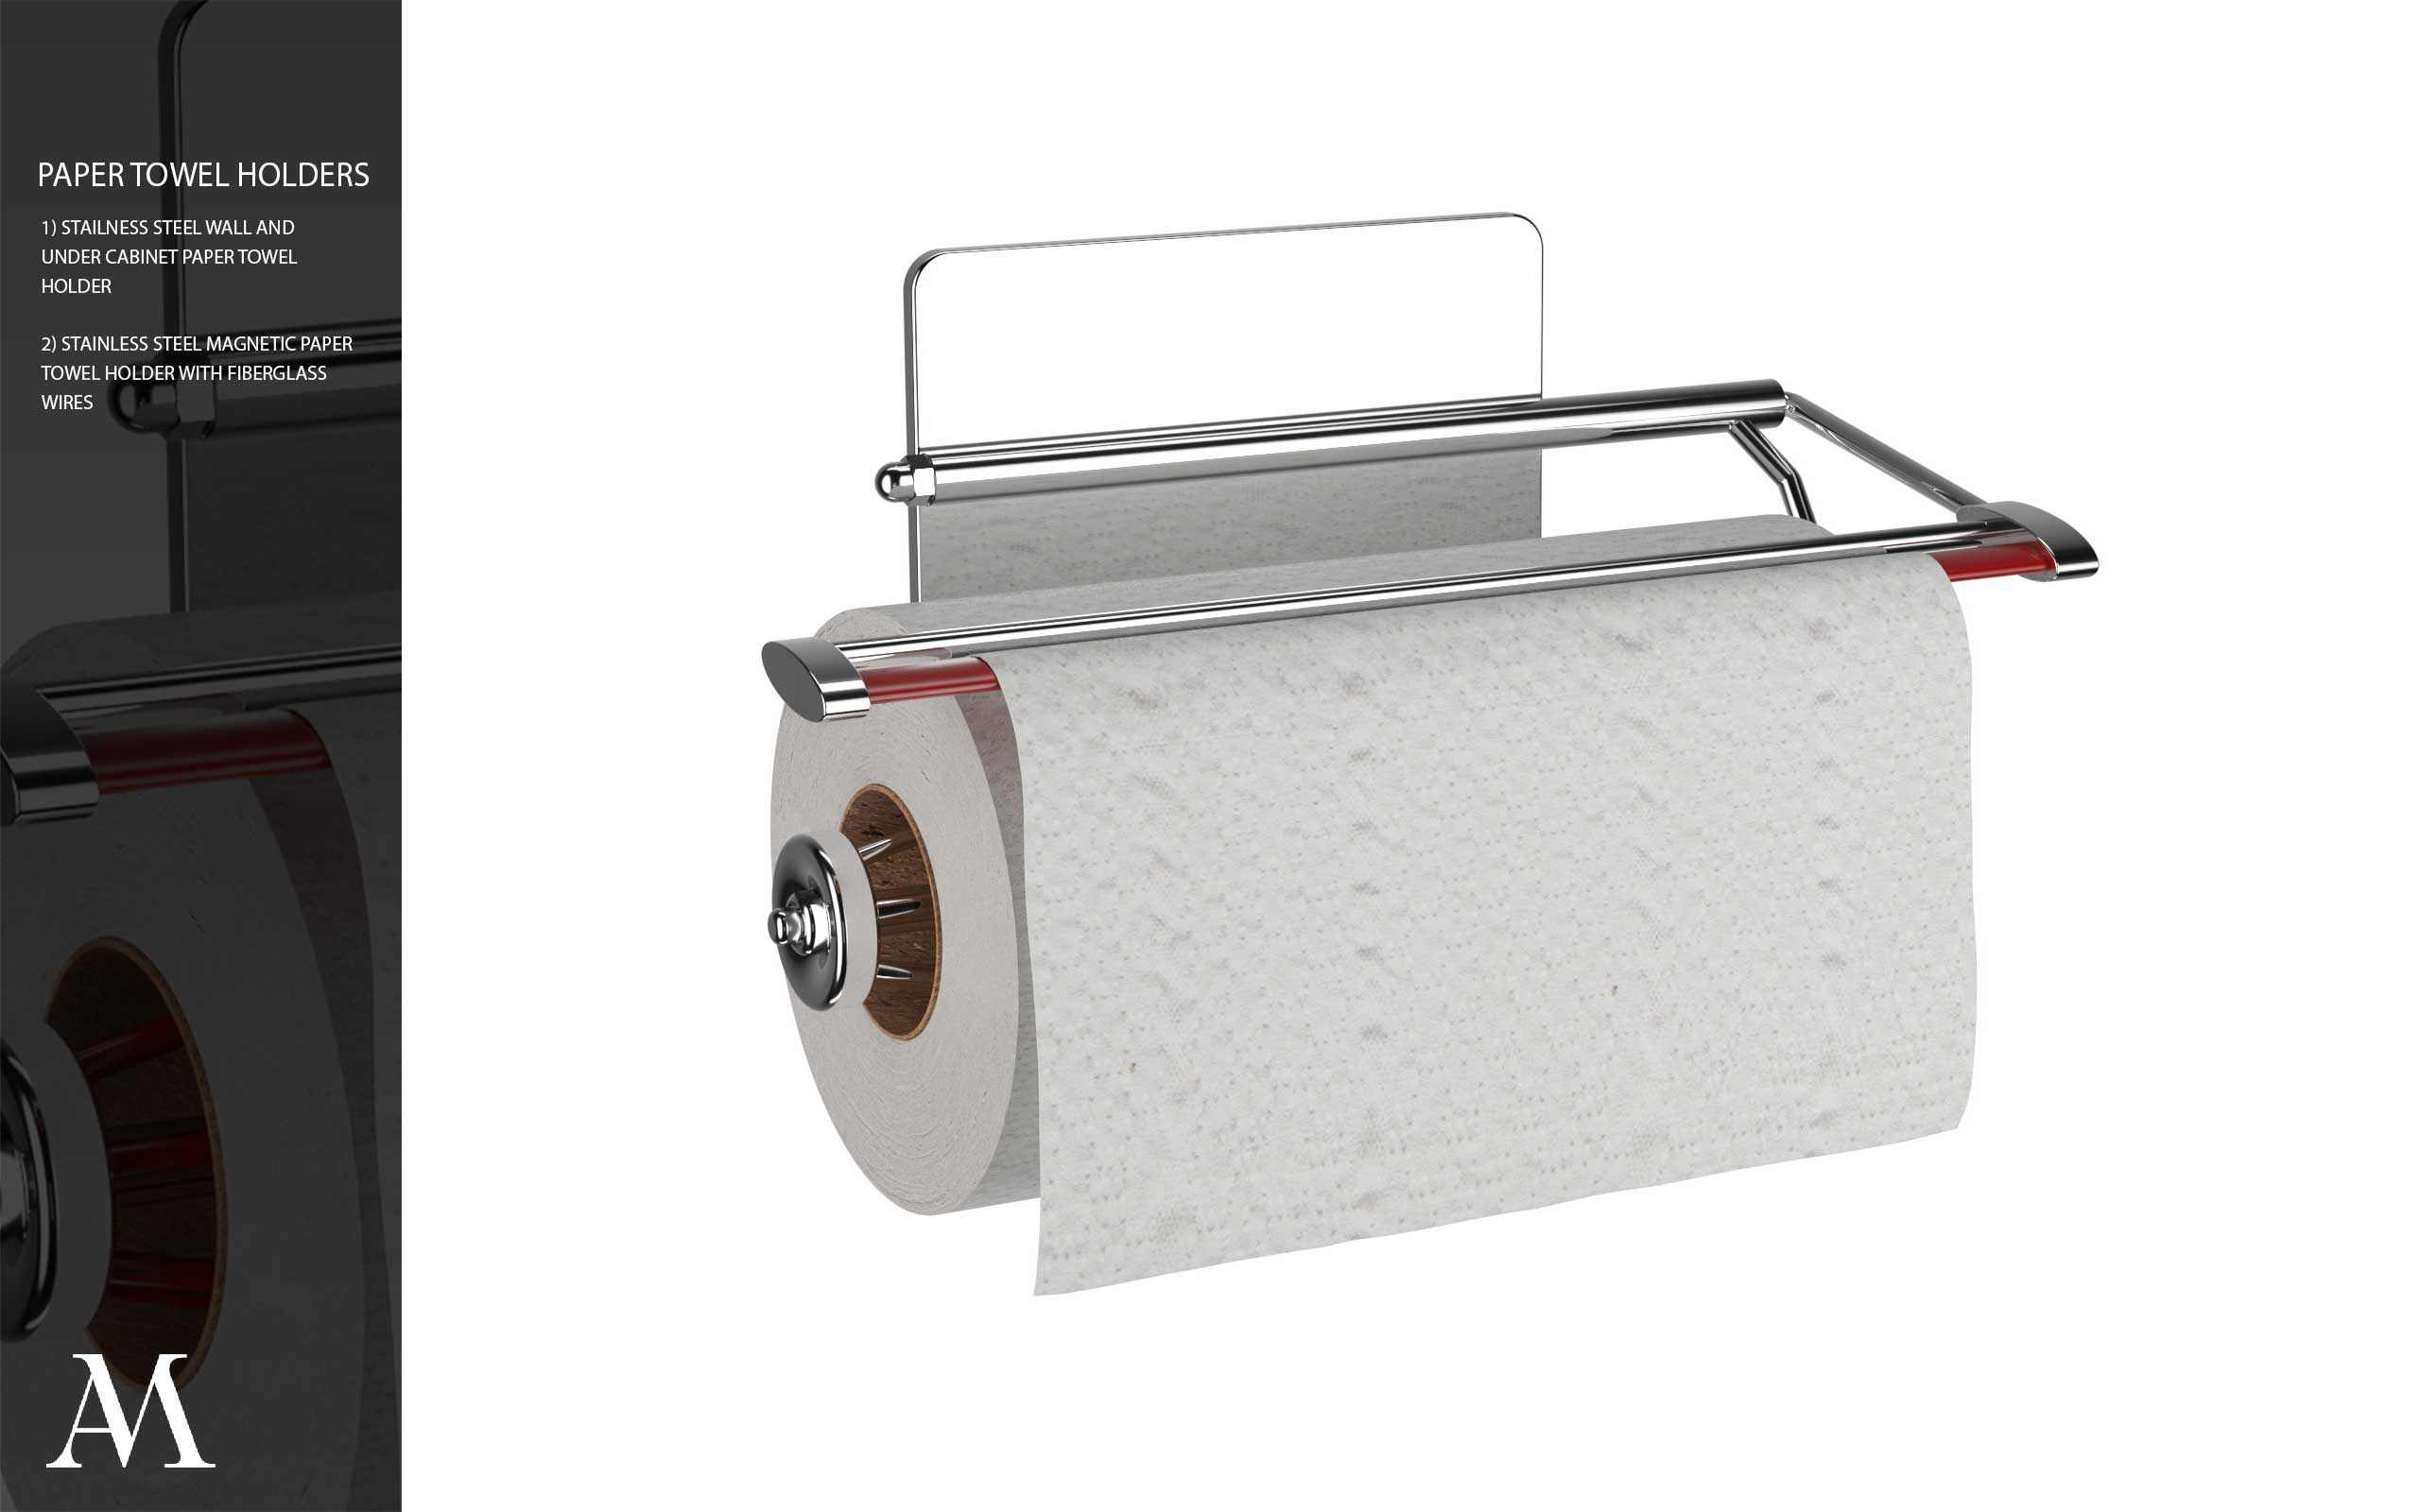 PAPER TOWEL HOLDERS
1) STAILNESS STEEL WALL AND
UNDER CABINET PAPER TOWEL
HOLDER
2) STAINLESS STEEL MAGNETIC PAPER
TOWEL HOLDER WITH FIBERGLASS
WIRES
AM